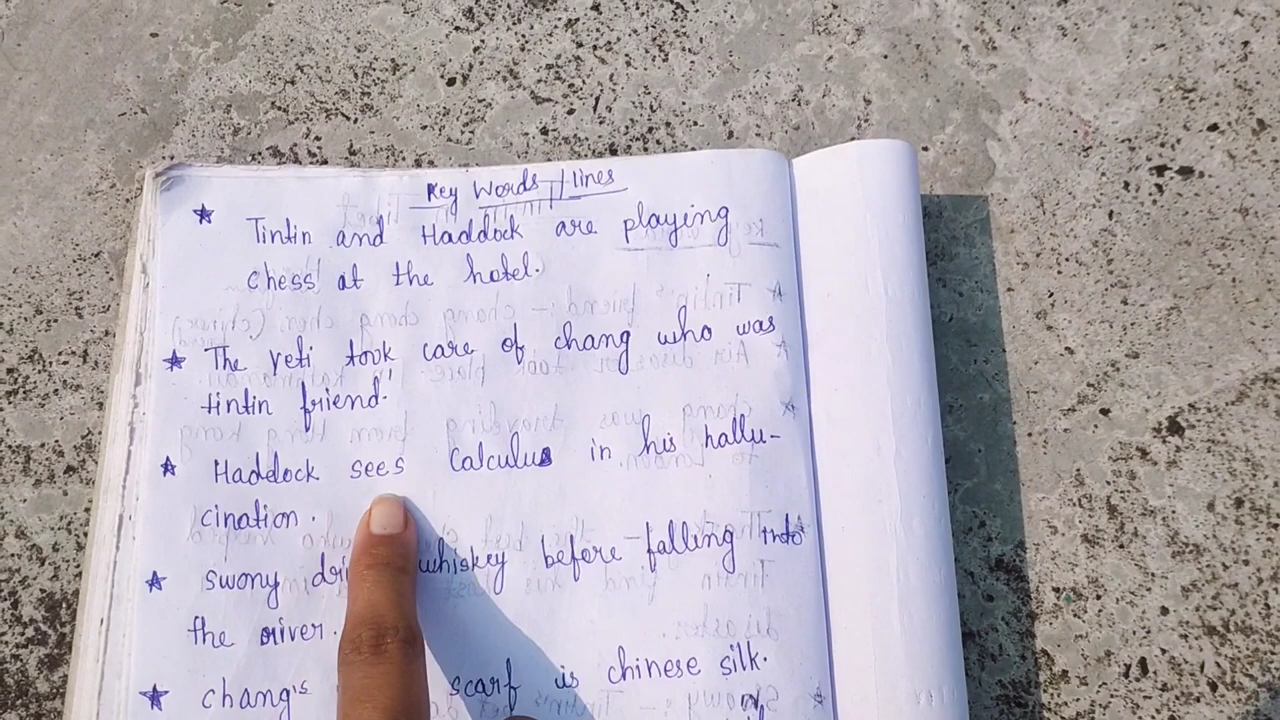 Key Words / lines
★ Tintin and Haddock are playing
chess at the hotel.
★ The yeti took care of chang who was
tintin friend.
★ Haddock sees Calculus in his hallu-
cination.
★ swony whiskey before falling into
the river.
★ chang's scarf is chinese silk.